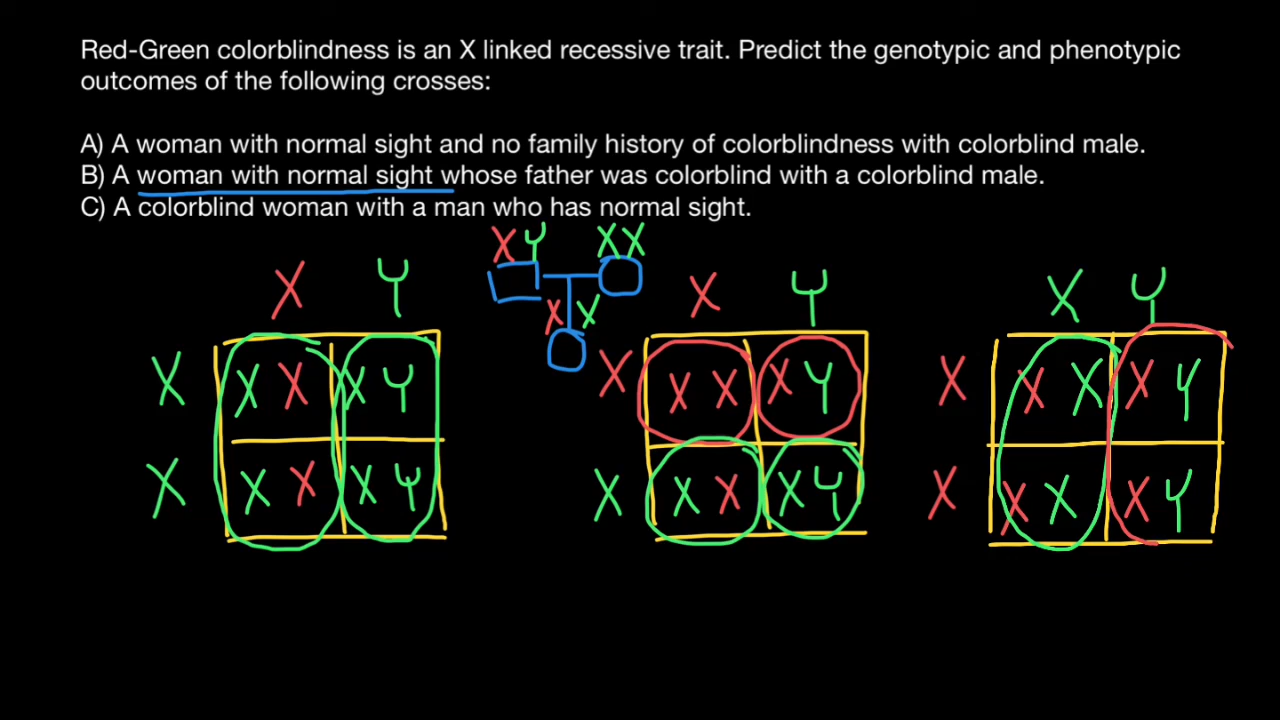 Red-Green colorblindness is an X linked recessive trait. Predict the genotypic and phenotypic
outcomes of the following crosses:
A) A woman with normal sight and no family history of colorblindness with colorblind male.
B) A woman with normal sight whose father was colorblind with a colorblind male.
C) A colorblind woman with a man who has normal sight.
X Y X X
X X
X Y
X X X X Y
X X X X Y
X Y
X X X X Y
X X X X Y
X Y
X X X X Y
X X X X Y